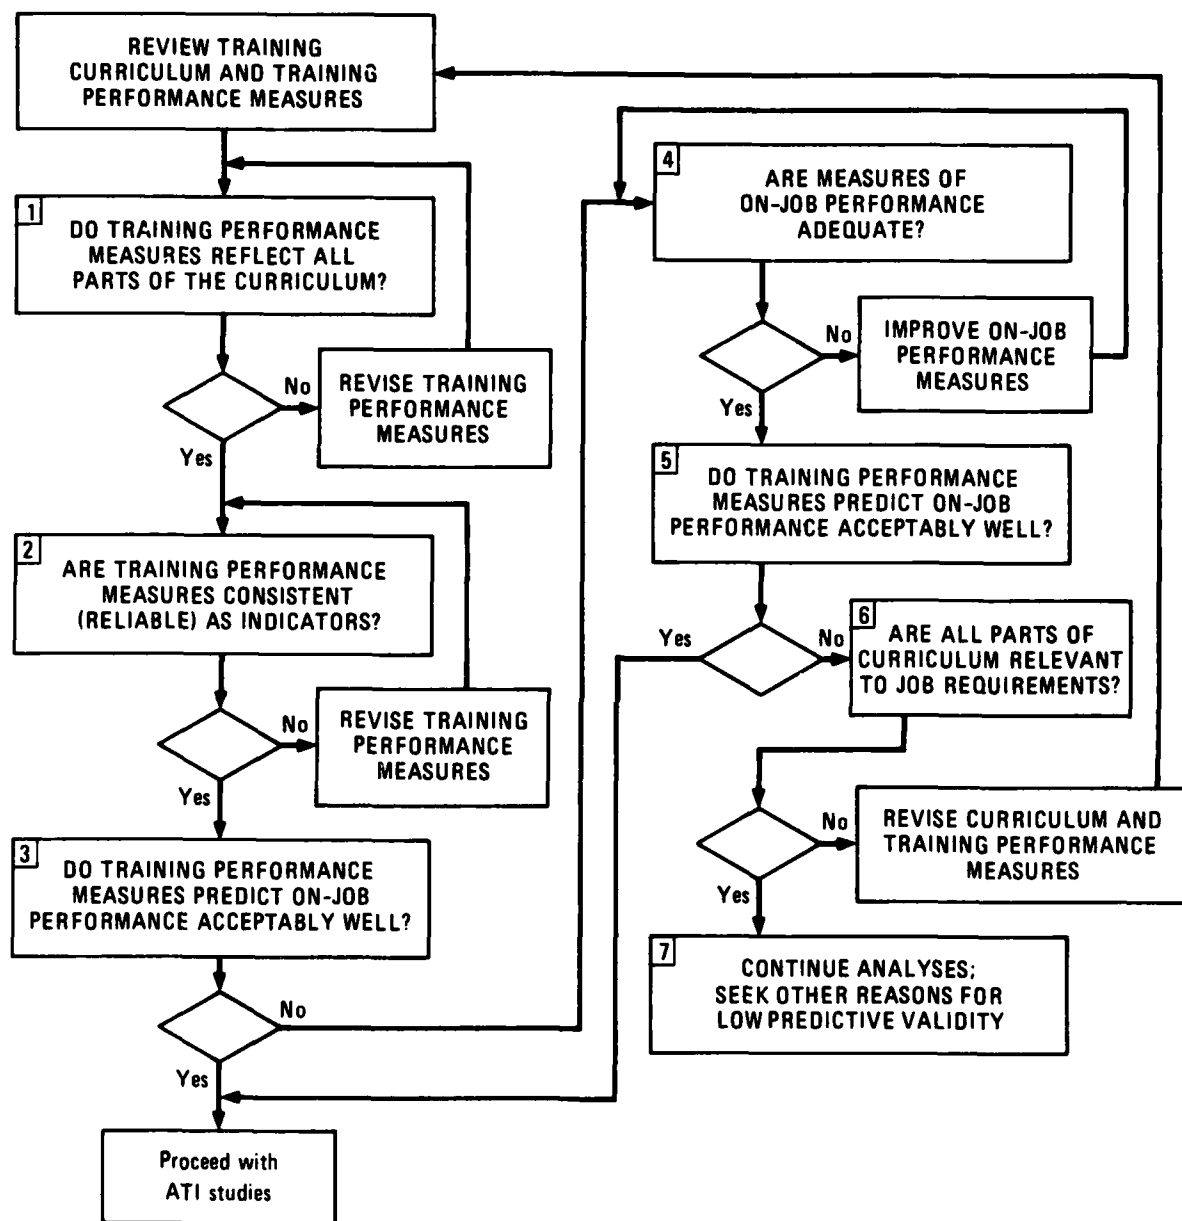 REVIEW TRAINING
CURRICULUM AND TRAINING
PERFORMANCE MEASURES
1
DO TRAINING PERFORMANCE
MEASURES REFLECT ALL
PARTS OF THE CURRICULUM?
No
REVISE TRAINING
PERFORMANCE
MEASURES
Yes
2
ARE TRAINING PERFORMANCE
MEASURES CONSISTENT
(RELIABLE) AS INDICATORS?
No
REVISE TRAINING
PERFORMANCE
MEASURES
Yes
3
DO TRAINING PERFORMANCE
MEASURES PREDICT ON-JOB
PERFORMANCE ACCEPTABLY WELL?
No
Yes
Proceed with
ATI studies
4
ARE MEASURES OF
ON-JOB PERFORMANCE
ADEQUATE?
No
IMPROVE ON-JOB
PERFORMANCE
MEASURES
Yes
5
DO TRAINING PERFORMANCE
MEASURES PREDICT ON-JOB
PERFORMANCE ACCEPTABLY WELL?
Yes
No
6
ARE ALL PARTS OF
CURRICULUM RELEVANT
TO JOB REQUIREMENTS?
No
REVISE CURRICULUM AND
TRAINING PERFORMANCE
MEASURES
Yes
7
CONTINUE ANALYSES;
SEEK OTHER REASONS FOR
LOW PREDICTIVE VALIDITY